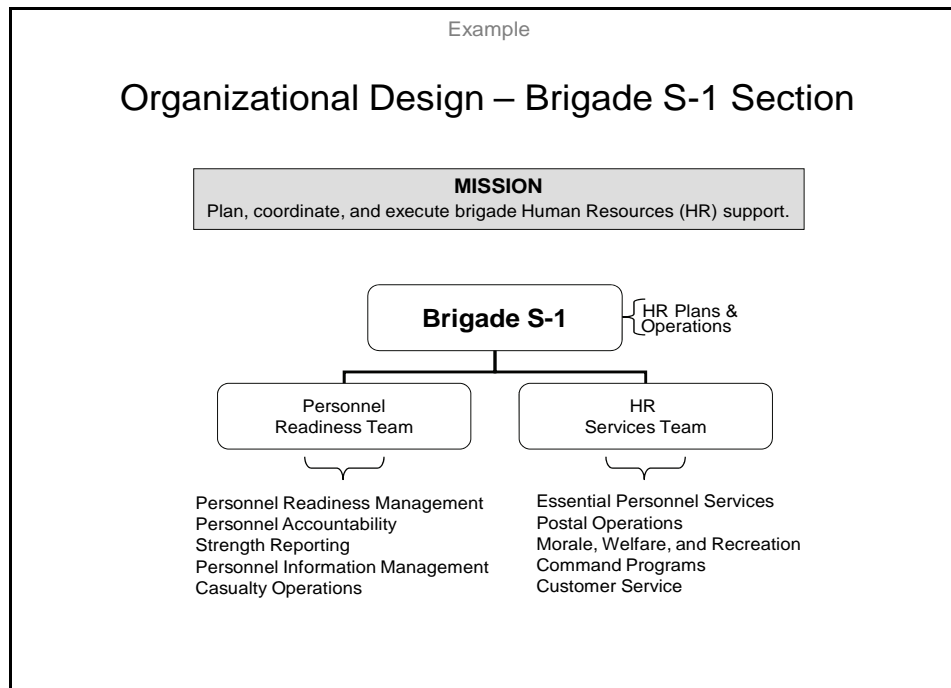 Example
Organizational Design – Brigade S-1 Section
MISSION
Plan, coordinate, and execute brigade Human Resources (HR) support.
Brigade S-1
HR Plans &
Operations
Personnel
Readiness Team
HR
Services Team
Personnel Readiness Management
Personnel Accountability
Strength Reporting
Personnel Information Management
Casualty Operations
Essential Personnel Services
Postal Operations
Morale, Welfare, and Recreation
Command Programs
Customer Service